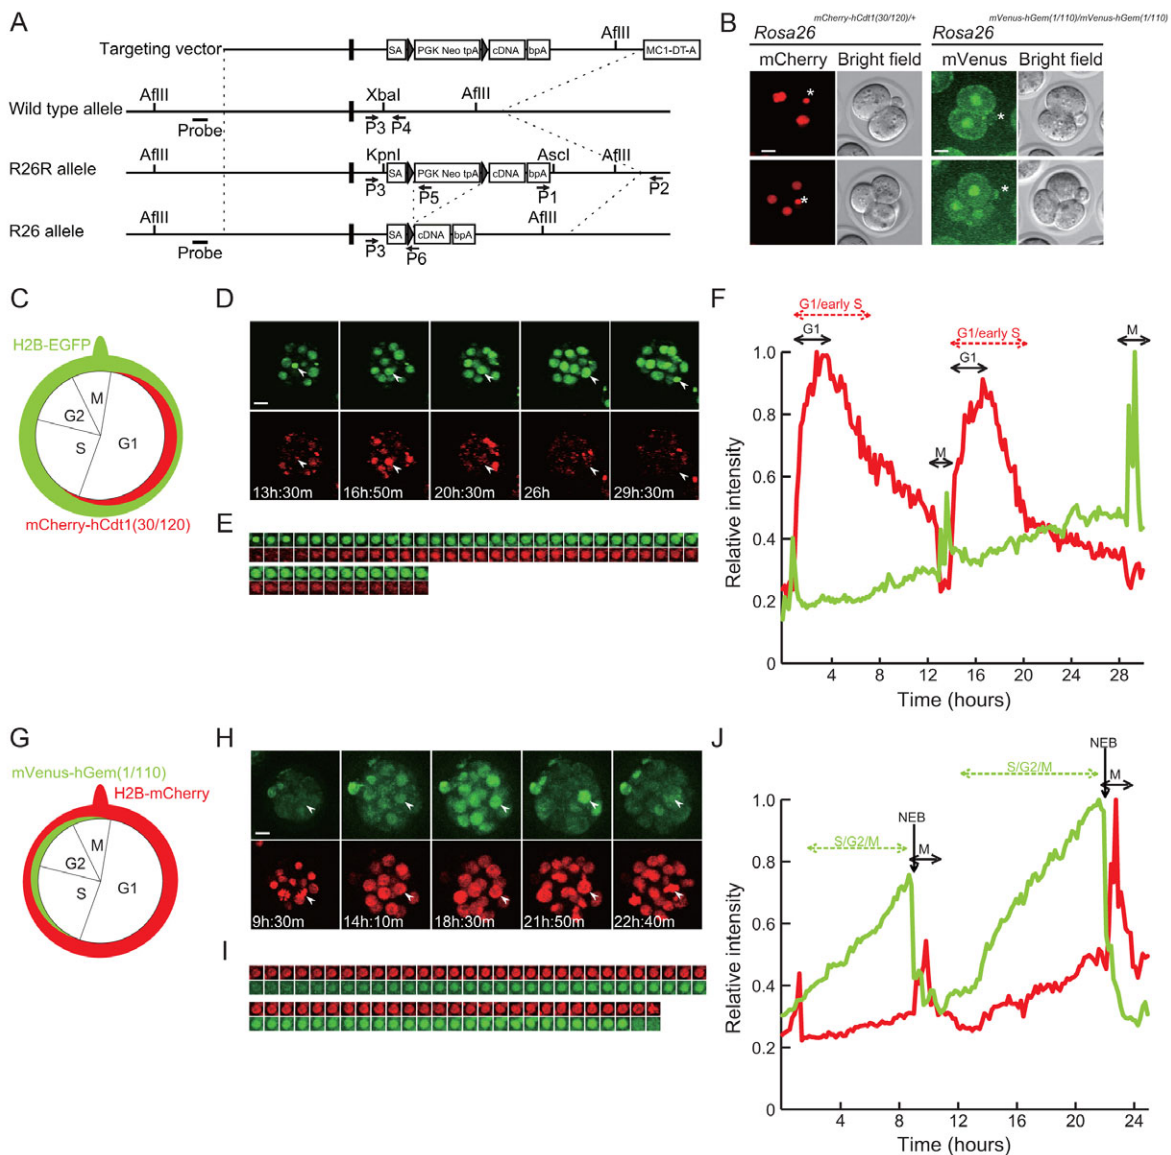 A
Targeting vector
SA
PGK Neo tpA
cDNA
bpA
AflII
MC1-DT-A
Wild type allele
AflII
XbaI
AflII
Probe
P3
P4
R26R allele
AflII
KpnI
SA
PGK Neo tpA
cDNA
bpA
AscI
AflII
P3
P5
P1
P2
R26 allele
AflII
SA
cDNA
bpA
AflII
Probe
P3
P6
B
Rosa26 mCherry-hCdt1(30/120)/+
Rosa26 mVenus-hGem(1/110)/mVenus-hGem(1/110)
mCherry
Bright field
mVenus
Bright field
*
*
*
*
C
H2B-EGFP
M
G2
S
G1
mCherry-hCdt1(30/120)
D
13h:30m
16h:50m
20h:30m
26h
29h:30m
E
F
G1/early S
G1
G1/early S
G1
M
M
Relative intensity
1.0
0.8
0.6
0.4
0.2
0
4
8
12
16
20
24
28
Time (hours)
G
mVenus-hGem(1/110)
H2B-mCherry
M
G2
S
G1
H
9h:30m
14h:10m
18h:30m
21h:50m
22h:40m
I
J
NEB
S/G2/M
M
NEB
S/G2/M
M
Relative intensity
1.0
0.8
0.6
0.4
0.2
0
4
8
12
16
20
24
Time (hours)